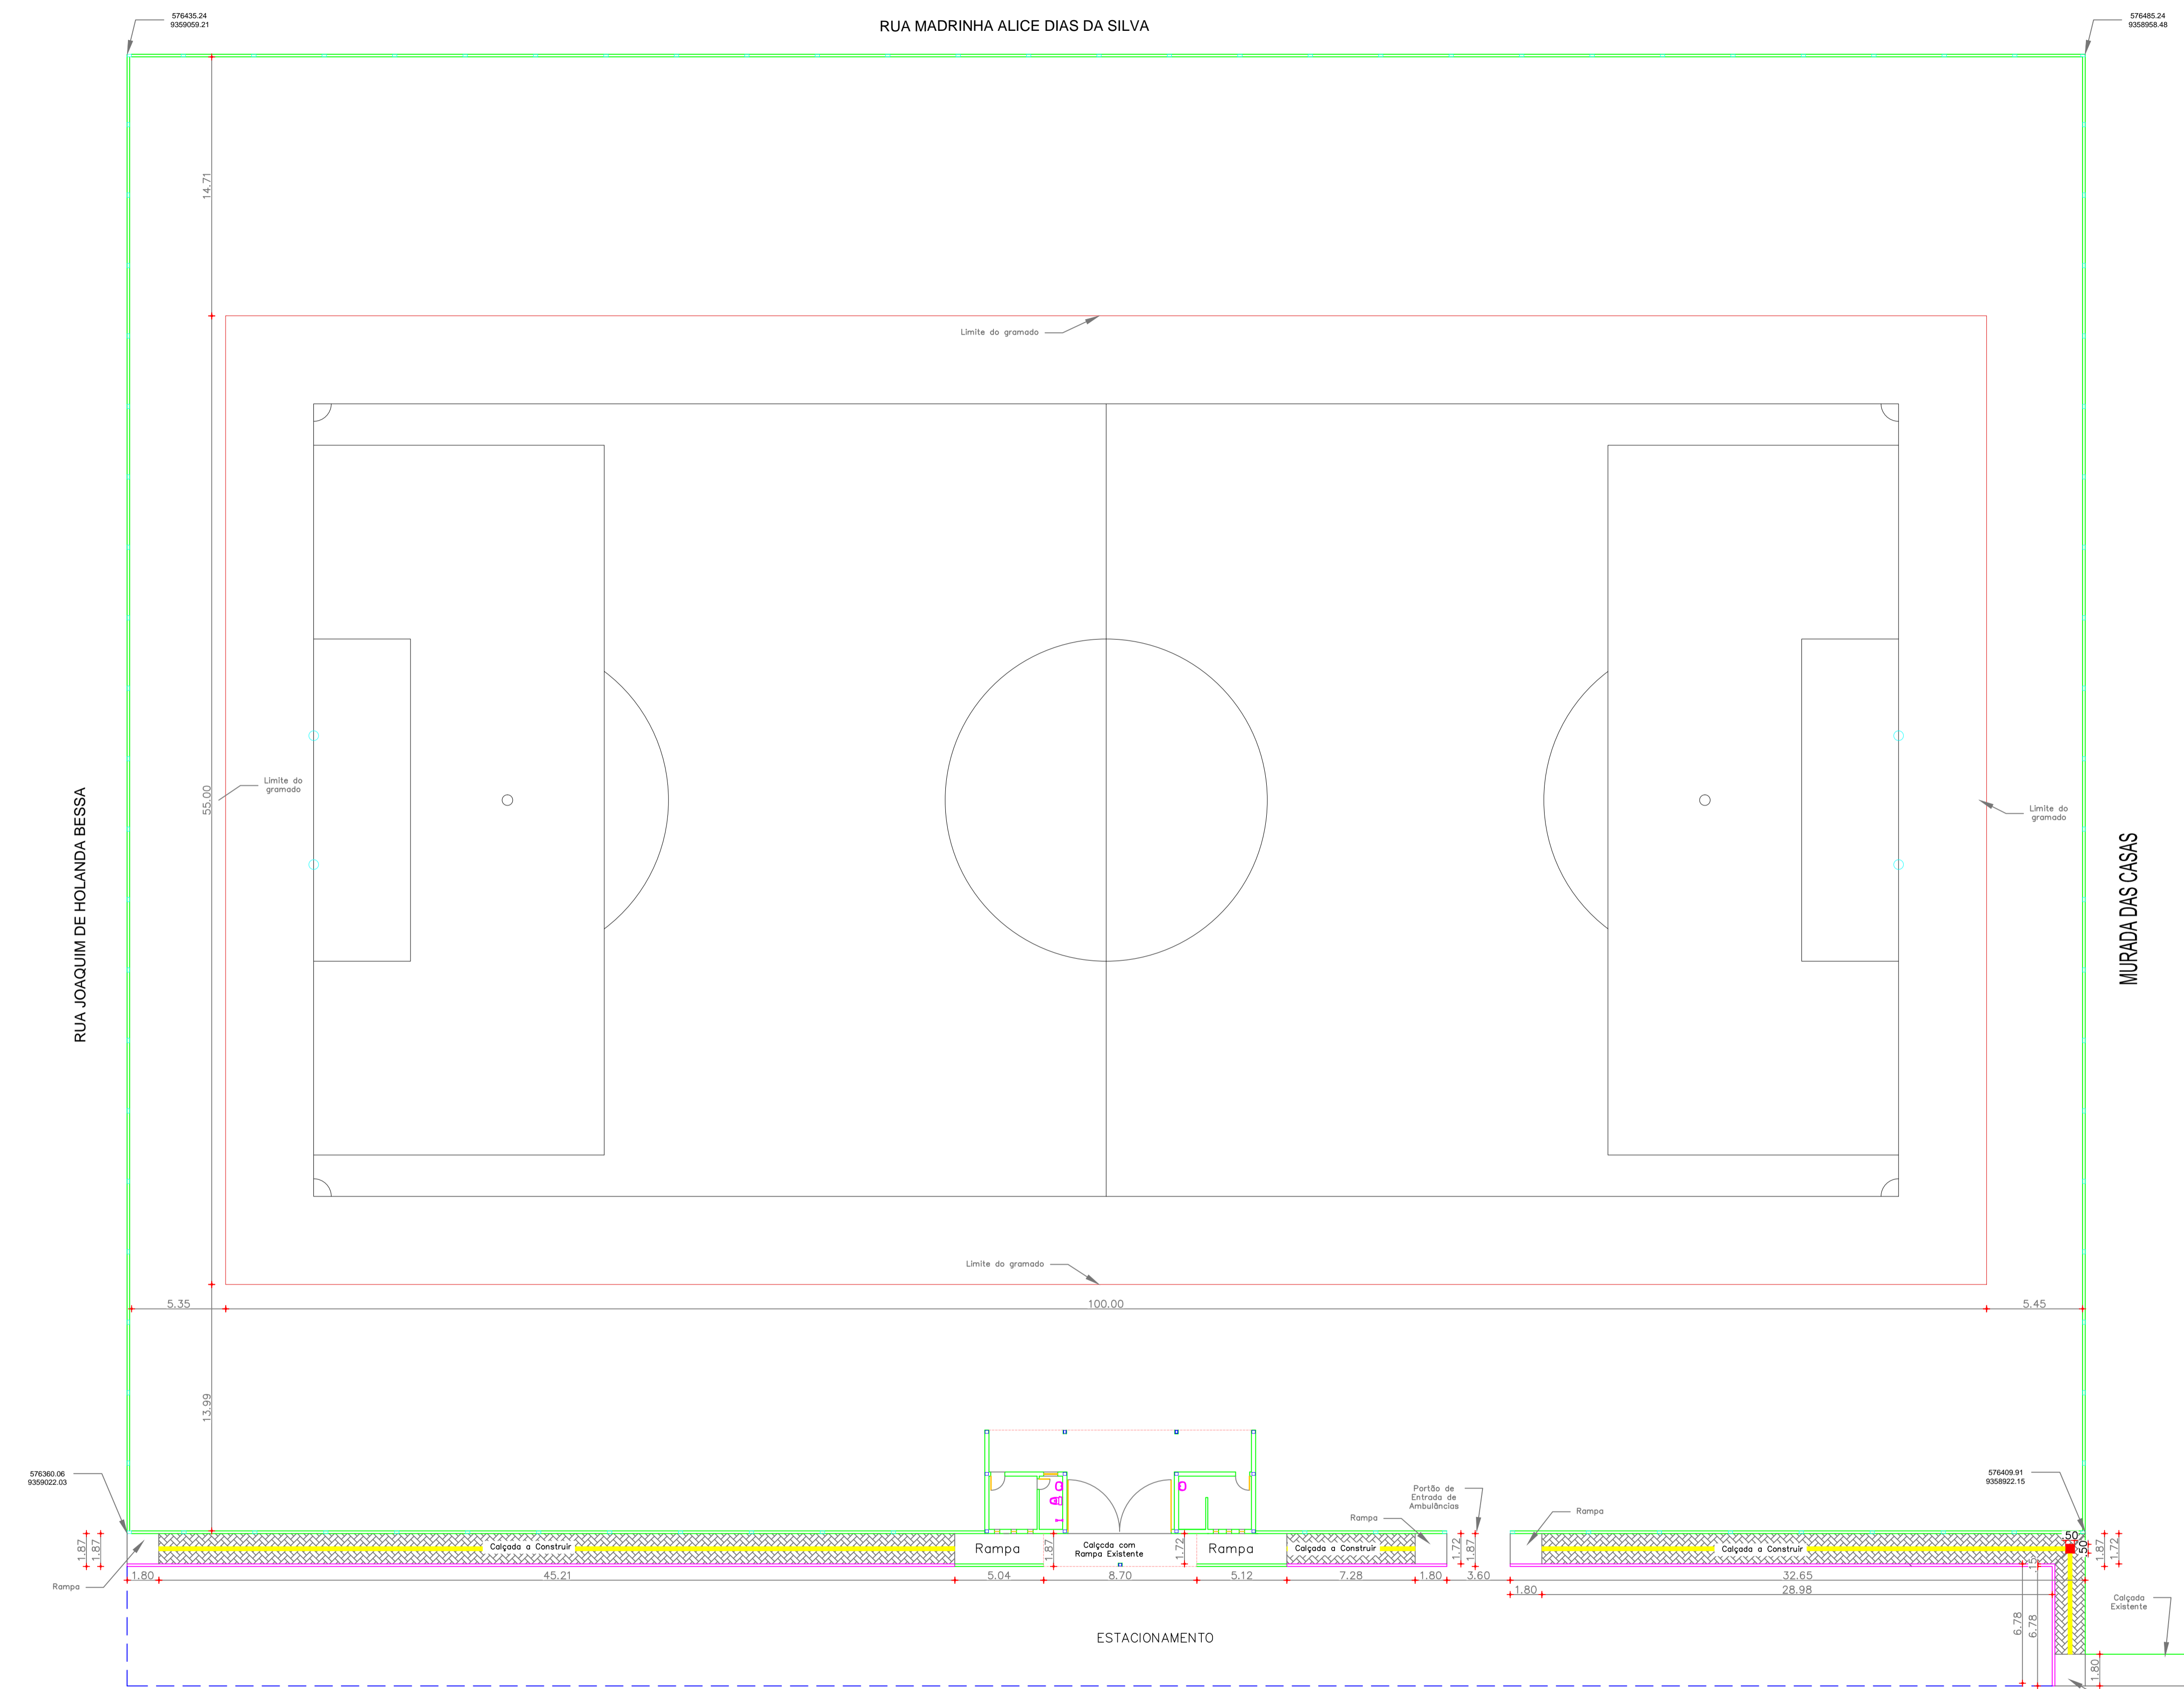 576435.24
9359059.21
RUA MADRINHA ALICE DIAS DA SILVA
576485.24
9358958.48
14.71
Limite do gramado
Limite do
gramado
55.00
RUA JOAQUIM DE HOLANDA BESSA
Limite do
gramado
MURADA DAS CASAS
Limite do gramado
5.35
100.00
5.45
13.99
576360.06
9359022.03
576409.91
9358922.15
Portão de
Entrada de
Ambulâncias
Rampa
Rampa
1.87
1.87
Calçada a Construir
Rampa
1.87
Calçcda com
Rampa Existente
1.72
Rampa
Calçada a Construir
1.72
1.87
Calçada a Construir
.50
.50
1.87
1.72
.15
Rampa
1.80
45.21
5.04
8.70
5.12
7.28
1.80
3.60
32.65
1.80
28.98
6.78
6.78
Calçada
Existente
ESTACIONAMENTO
1.80